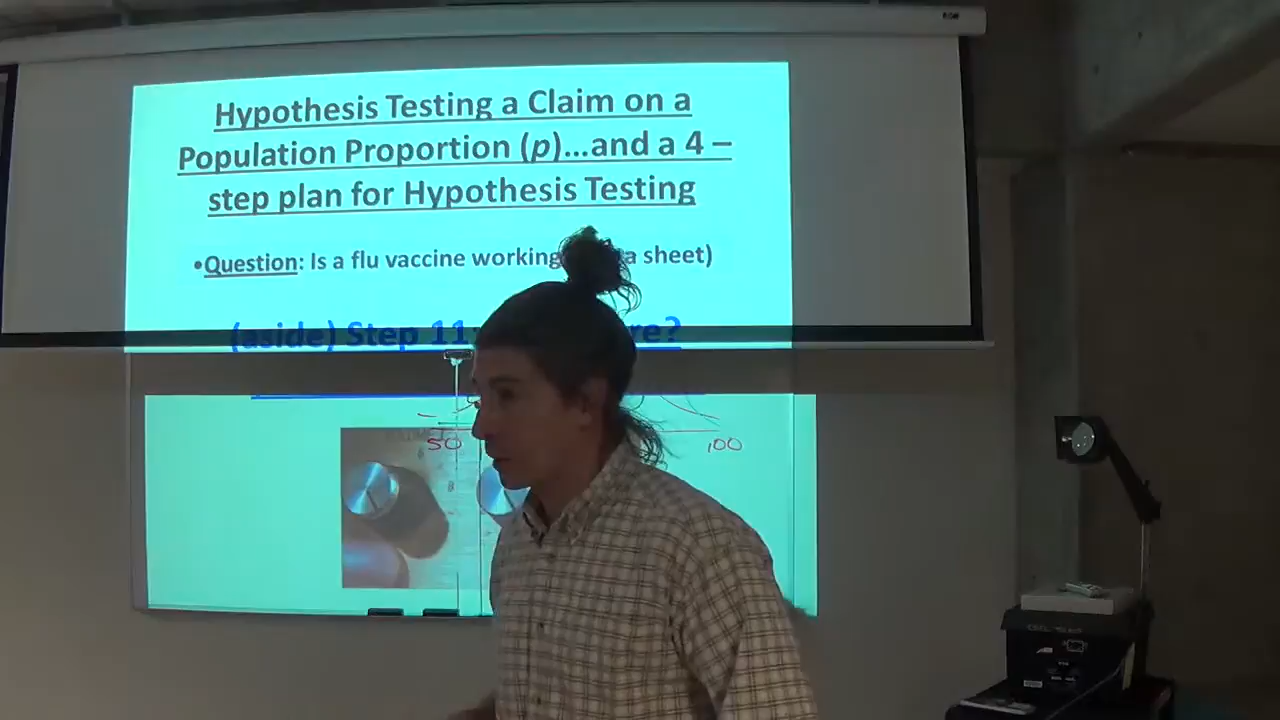 Hypothesis Testing a Claim on a
Population Proportion (p)...and a 4 –
step plan for Hypothesis Testing
•Question: Is a flu vaccine working a sheet)
(aside) Step 11: re?
50 100